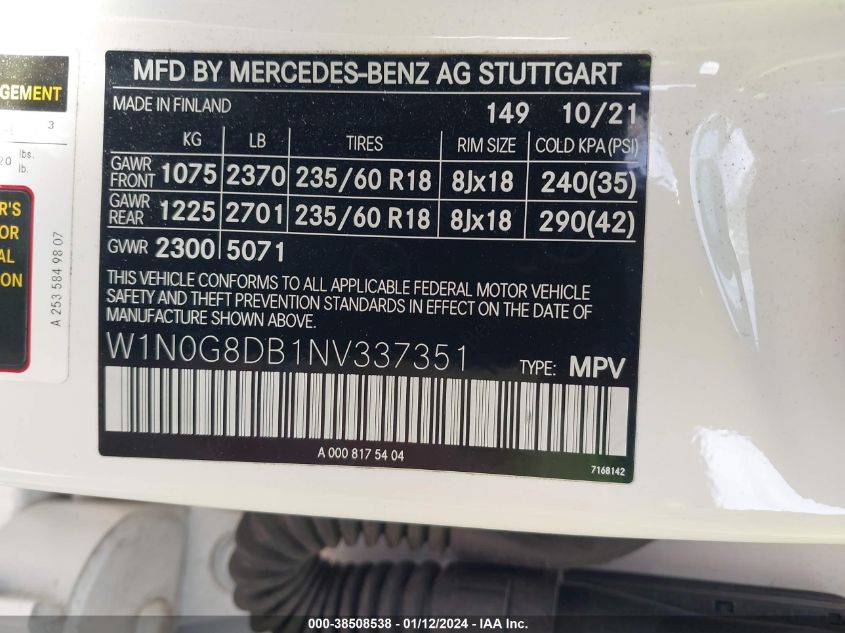 GEMENT
3
20 lbs.
lb.
R'S
OR
AL
ION
A 253 584 98 07
MFD BY MERCEDES-BENZ AG STUTTGART
MADE IN FINLAND 149 10/21
KG LB TIRES RIM SIZE COLD KPA(PSI)
GAWR FRONT 1075 2370 235/60 R18 8Jx18 240(35)
GAWR REAR 1225 2701 235/60 R18 8Jx18 290(42)
GVWR 2300 5071
THIS VEHICLE CONFORMS TO ALL APPLICABLE FEDERAL MOTOR VEHICLE
SAFETY AND THEFT PREVENTION STANDARDS IN EFFECT ON THE DATE OF
MANUFACTURE SHOWN ABOVE.
W1N0G8DB1NV337351 TYPE: MPV
A 000 817 54 04
7168142
000-38508538 - 01/12/2024 - IAA Inc.